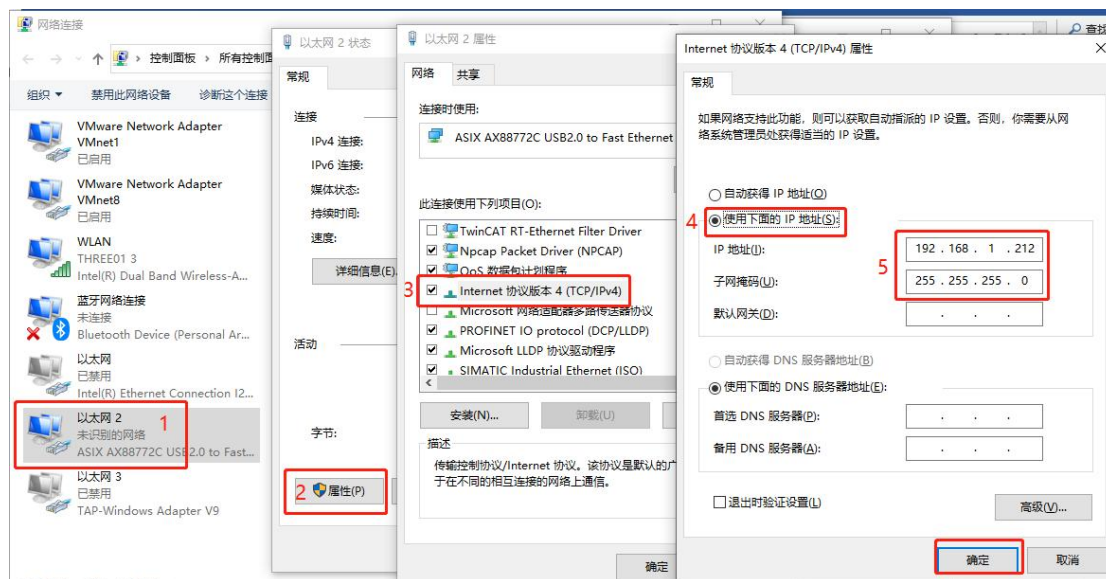 网络连接
控制面板 › 所有控制面
查找
组织 禁用此网络设备 诊断这个连接
VMware Network Adapter
VMnet1
已启用
VMware Network Adapter
VMnet8
已启用
WLAN
THREE01 3
Intel(R) Dual Band Wireless-A...
蓝牙网络连接
未连接
Bluetooth Device (Personal Ar...
以太网
已禁用
Intel(R) Ethernet Connection I2...
以太网 2
1
未识别的网络
ASIX AX88772C USB2.0 to Fast...
以太网 3
已禁用
TAP-Windows Adapter V9
以太网 2 状态
常规
连接
IPv4 连接:
IPv6 连接:
媒体状态:
持续时间:
速度:
详细信息(E)
活动
字节:
2
属性(P)
以太网 2 属性
网络 共享
连接时使用:
ASIX AX88772C USB2.0 to Fast Ethernet
此连接使用下列项目(O):
TwinCAT RT-Ethernet Filter Driver
Npcap Packet Driver (NPCAP)
QoS 数据包计划程序
3
Internet 协议版本 4 (TCP/IPv4)
Microsoft 网络适配器多路传送器协议
PROFINET IO protocol (DCP/LLDP)
Microsoft LLDP 协议驱动程序
SIMATIC Industrial Ethernet (ISO)
安装(N)... 卸载(U)
描述
传输控制协议/Internet 协议。该协议是默认的广
于在不同的相互连接的网络上通信。
确定
Internet 协议版本 4 (TCP/IPv4) 属性
常规
如果网络支持此功能，则可以获取自动指派的 IP 设置。否则，你需要从网
络系统管理员处获得适当的 IP 设置。
自动获得 IP 地址(O)
4
使用下面的 IP 地址(S):
IP 地址(I): 192 . 168 . 1 . 212
5
子网掩码(U): 255 . 255 . 255 . 0
默认网关(D): . . .
自动获得 DNS 服务器地址(B)
使用下面的 DNS 服务器地址(E):
首选 DNS 服务器(P): . . .
备用 DNS 服务器(A): . . .
退出时验证设置(L)
高级(V)...
确定 取消